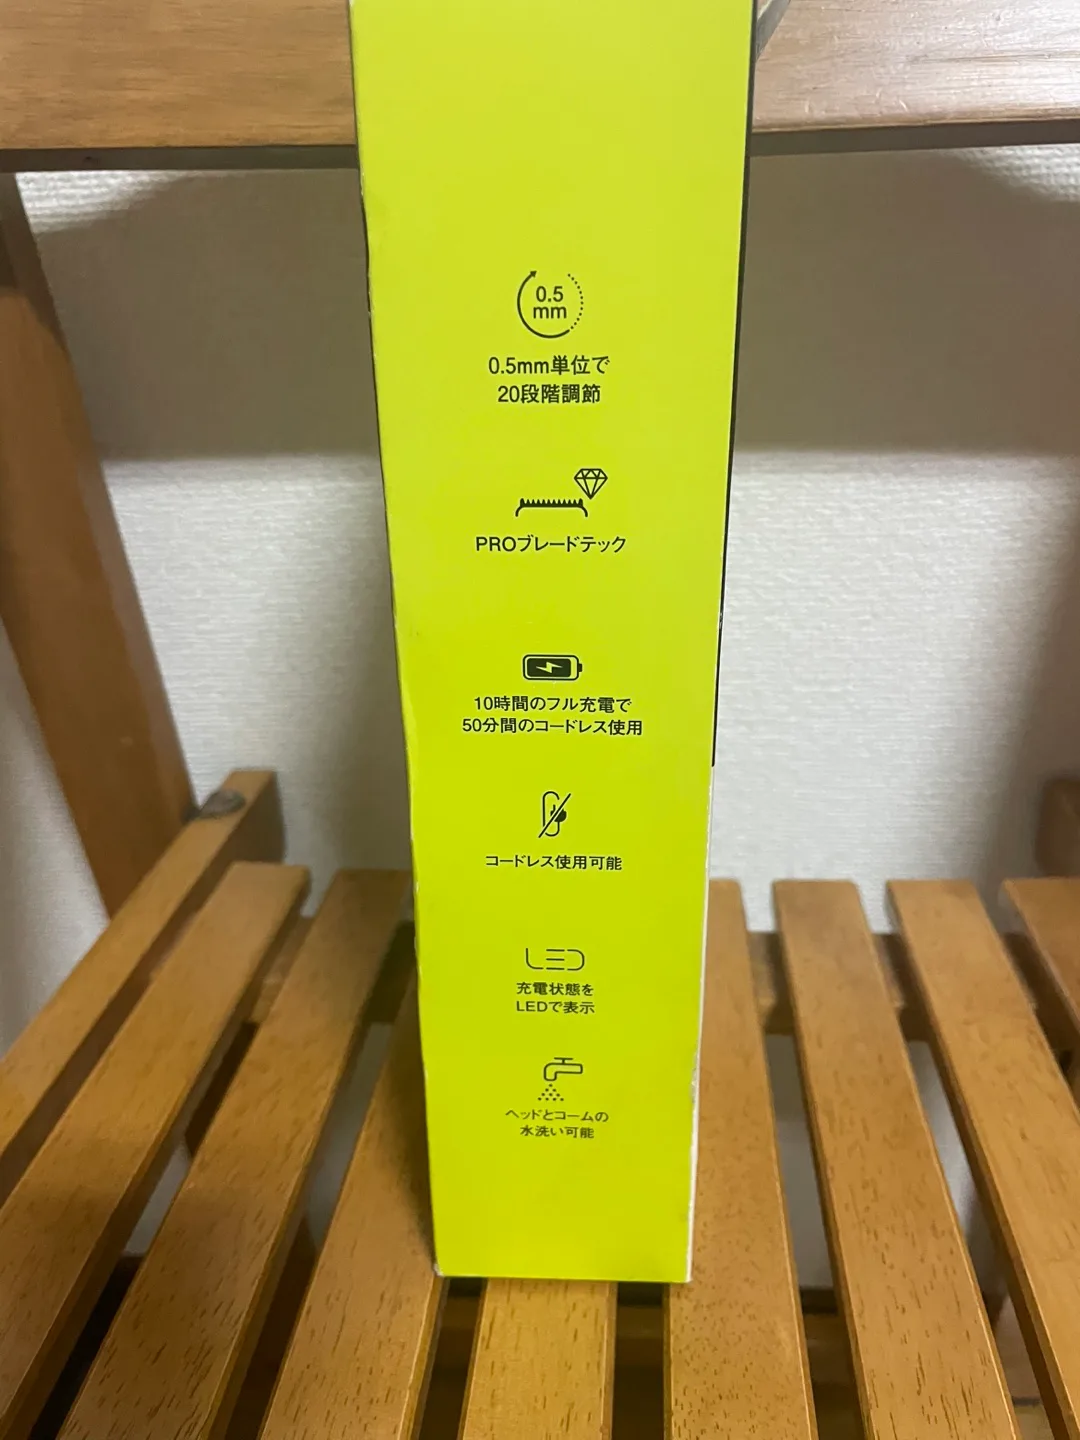 0.5
mm
0.5mm単位で
20段階調節
PROブレードテック
10時間のフル充電で
50分間のコードレス使用
コードレス使用可能
LED
充電状態を
LEDで表示
ヘッドとコームの
水洗い可能